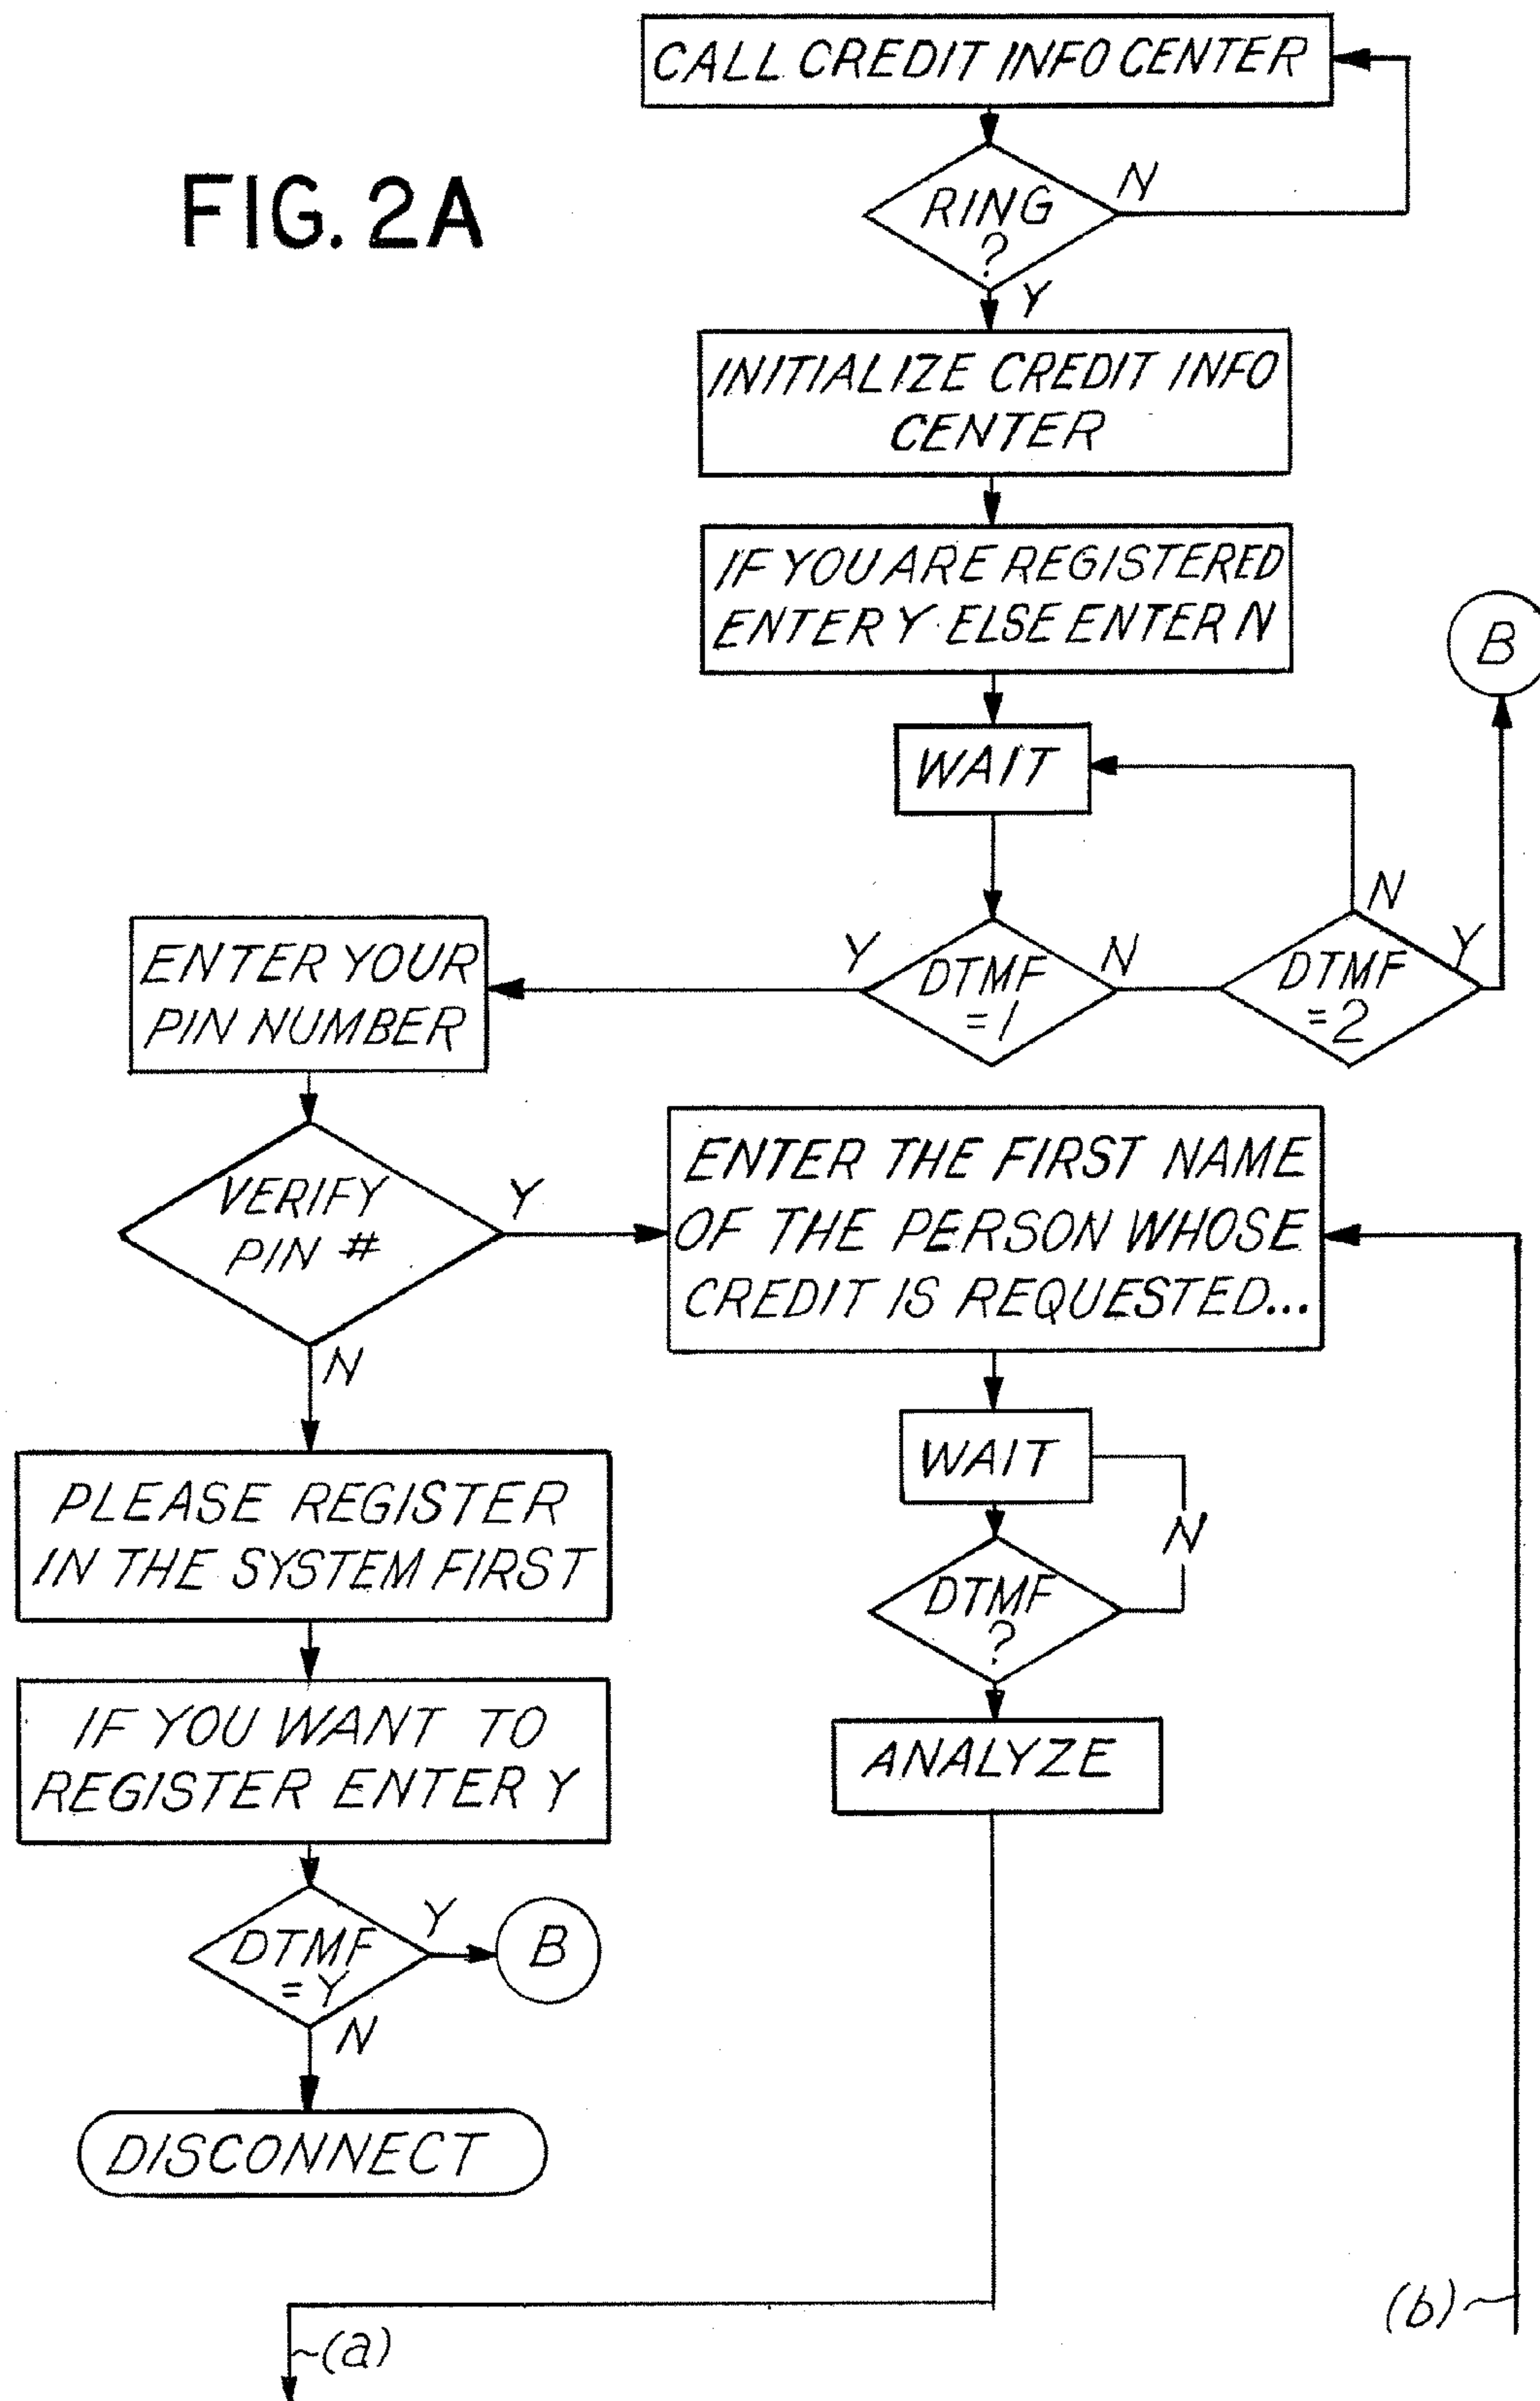 CALL CREDIT INFO CENTER
FIG. 2A
RING
?
N
Y
INITIALIZE CREDIT INFO
CENTER
IF YOU ARE REGISTERED
ENTER Y ELSE ENTER N
B
WAIT
N
Y
DTMF
=1
Y
N
DTMF
=2
ENTER YOUR
PIN NUMBER
VERIFY
PIN #
Y
N
ENTER THE FIRST NAME
OF THE PERSON WHOSE
CREDIT IS REQUESTED...
WAIT
N
DTMF
?
ANALYZE
PLEASE REGISTER
IN THE SYSTEM FIRST
IF YOU WANT TO
REGISTER ENTER Y
DTMF
=Y
Y
B
N
DISCONNECT
(a)
(b)